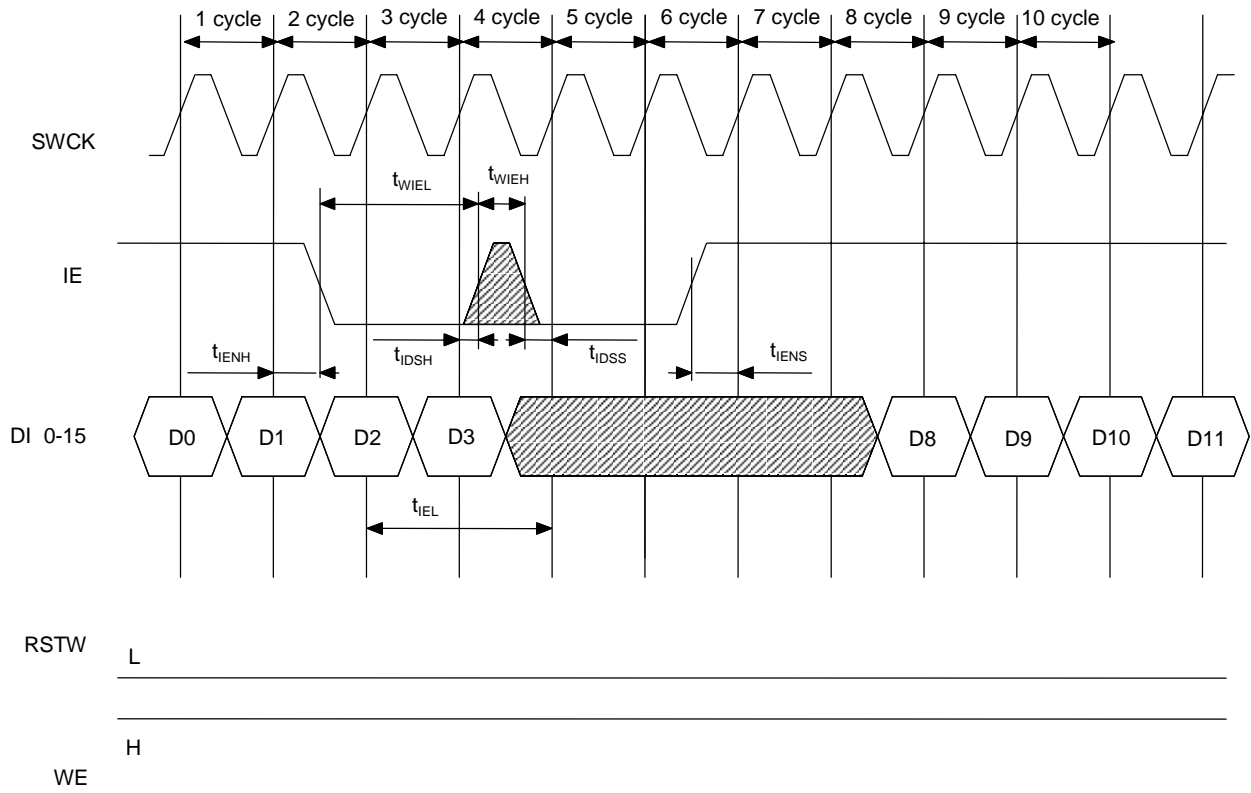 1 cycle 2 cycle 3 cycle 4 cycle 5 cycle 6 cycle 7 cycle 8 cycle 9 cycle 10 cycle
SWCK
tWIEL tWIEH
IE
tIENH tIDSH tIDSS tIENS
DI 0-15 D0 D1 D2 D3 D8 D9 D10 D11
tIEL
RSTW
L
H
WE